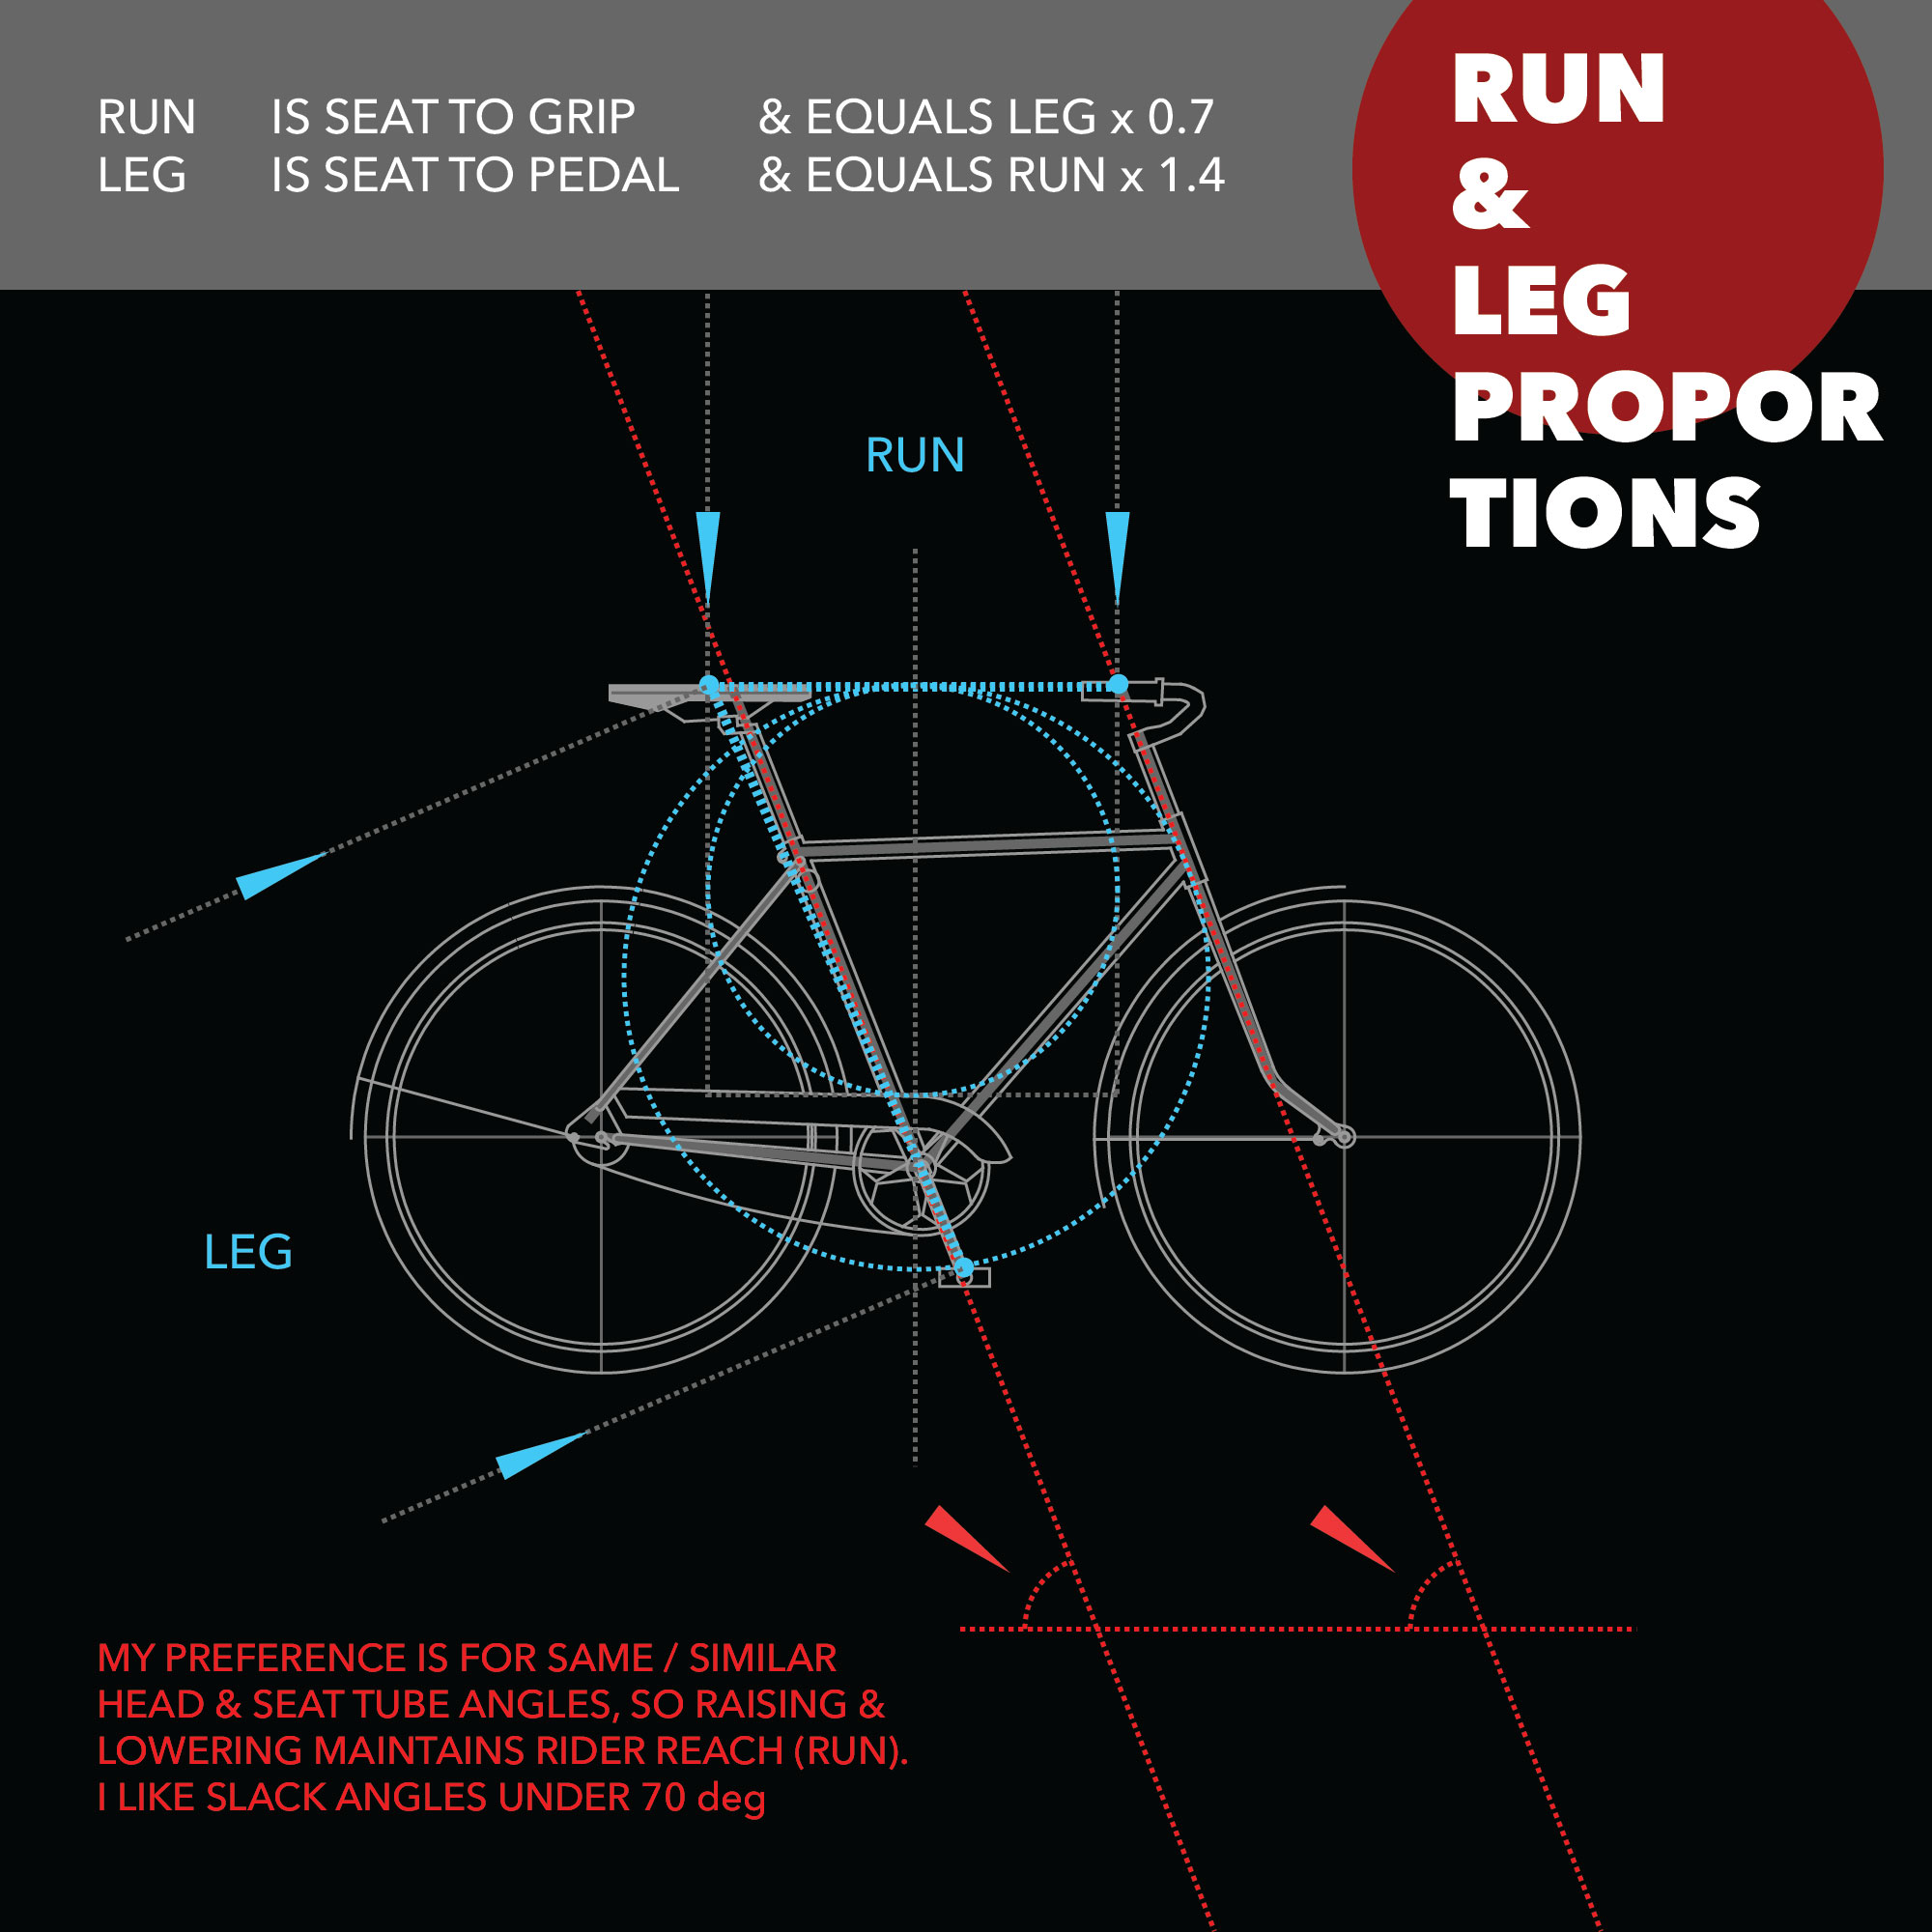 RUN IS SEAT TO GRIP & EQUALS LEG x 0.7
LEG IS SEAT TO PEDAL & EQUALS RUN x 1.4
RUN
&
LEG
PROPOR
TIONS
RUN
LEG
MY PREFERENCE IS FOR SAME / SIMILAR
HEAD & SEAT TUBE ANGLES, SO RAISING &
LOWERING MAINTAINS RIDER REACH (RUN).
I LIKE SLACK ANGLES UNDER 70 deg